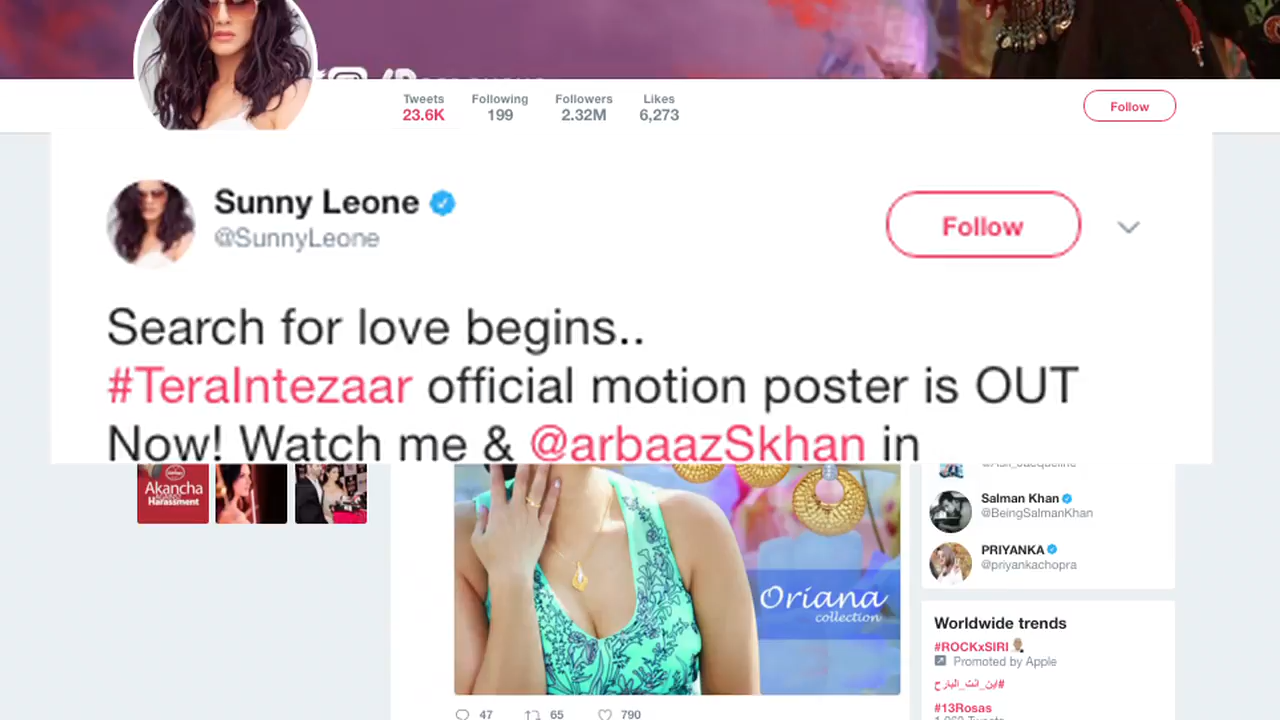 Tweets Following Followers Likes
23.6K 199 2.32M 6,273
Follow
Sunny Leone
@SunnyLeone
Follow
Search for love begins..
#TeraIntezaar official motion poster is OUT
Now! Watch me & @arbaazSkhan in
Akancha
Harassment
Salman Khan
@BeingSalmanKhan
PRIYANKA
@priyankachopra
Oriana
collection
Worldwide trends
#ROCKxSIRI
Promoted by Apple
#اين_انت_البارح
#13Rosas
47 65 790